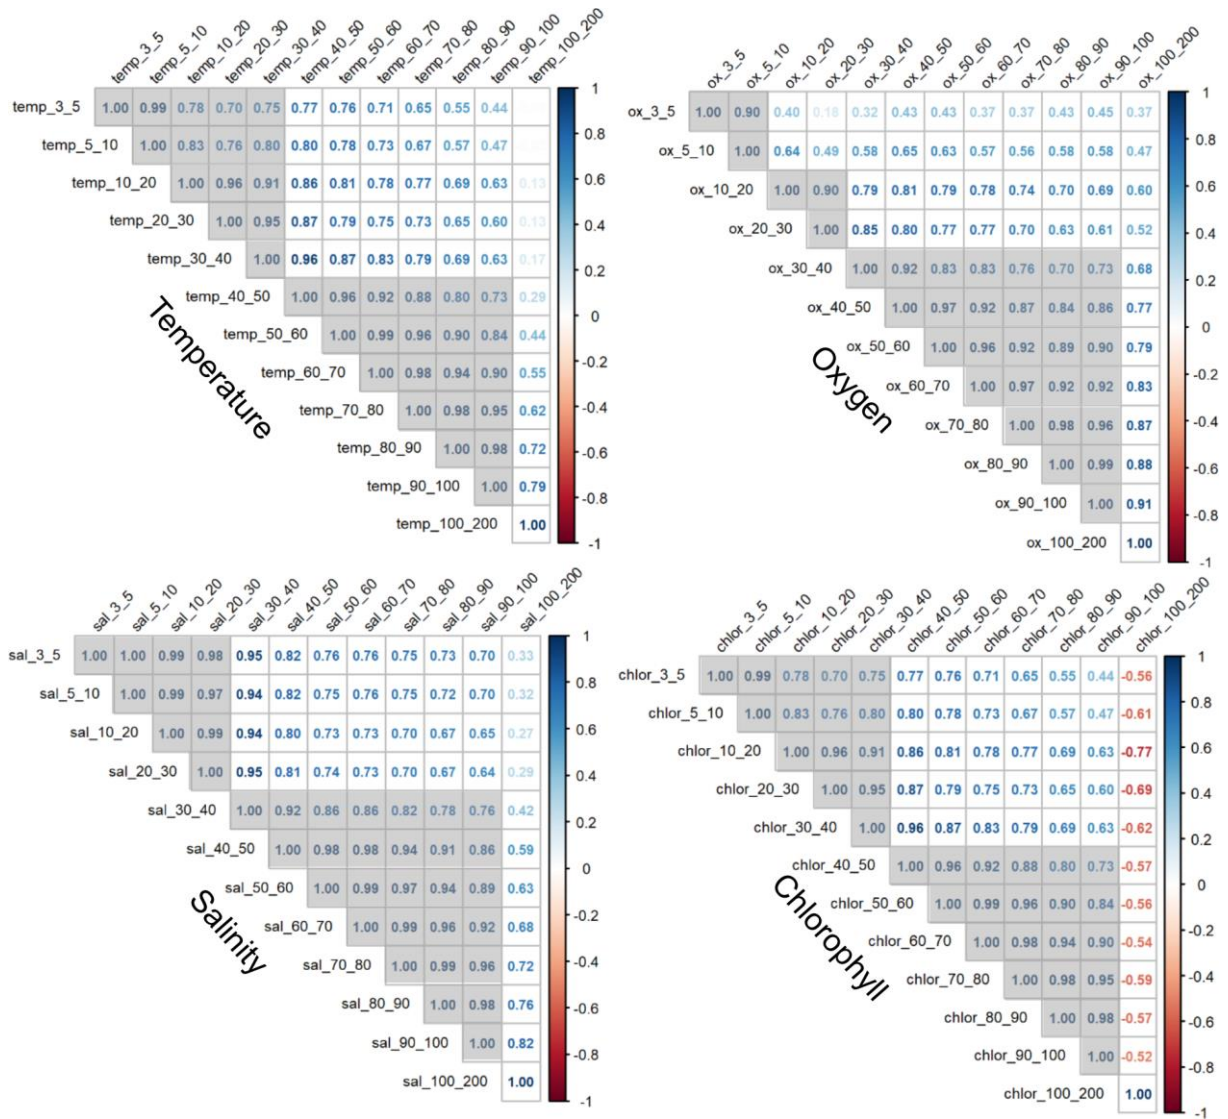 temp_3_5
temp_5_10
temp_10_20
temp_20_30
temp_30_40
temp_40_50
temp_50_60
temp_60_70
temp_70_80
temp_80_90
temp_90_100
temp_100_200
temp_3_5 1.00 0.99 0.78 0.70 0.75 0.77 0.76 0.71 0.65 0.55 0.44
temp_5_10 1.00 0.83 0.76 0.80 0.80 0.78 0.73 0.67 0.57 0.47
temp_10_20 1.00 0.96 0.91 0.86 0.81 0.78 0.77 0.69 0.63 0.13
temp_20_30 1.00 0.95 0.87 0.79 0.75 0.73 0.65 0.60 0.13
temp_30_40 1.00 0.96 0.87 0.83 0.79 0.69 0.63 0.17
temp_40_50 1.00 0.96 0.92 0.88 0.80 0.73 0.29
temp_50_60 1.00 0.99 0.96 0.90 0.84 0.44
temp_60_70 1.00 0.98 0.94 0.90 0.55
temp_70_80 1.00 0.98 0.95 0.62
temp_80_90 1.00 0.98 0.72
temp_90_100 1.00 0.79
temp_100_200 1.00
Temperature
1
0.8
0.6
0.4
0.2
0
-0.2
-0.4
-0.6
-0.8
-1
ox_3_5
ox_5_10
ox_10_20
ox_20_30
ox_30_40
ox_40_50
ox_50_60
ox_60_70
ox_70_80
ox_80_90
ox_90_100
ox_100_200
ox_3_5 1.00 0.90 0.40 0.18 0.32 0.43 0.43 0.37 0.37 0.43 0.45 0.37
ox_5_10 1.00 0.64 0.49 0.58 0.65 0.63 0.57 0.56 0.58 0.58 0.47
ox_10_20 1.00 0.90 0.79 0.81 0.79 0.78 0.74 0.70 0.69 0.60
ox_20_30 1.00 0.85 0.80 0.77 0.77 0.70 0.63 0.61 0.52
ox_30_40 1.00 0.92 0.83 0.83 0.76 0.70 0.73 0.68
ox_40_50 1.00 0.97 0.92 0.87 0.84 0.86 0.77
ox_50_60 1.00 0.96 0.92 0.89 0.90 0.79
ox_60_70 1.00 0.97 0.92 0.92 0.83
ox_70_80 1.00 0.98 0.96 0.87
ox_80_90 1.00 0.99 0.88
ox_90_100 1.00 0.91
ox_100_200 1.00
Oxygen
1
0.8
0.6
0.4
0.2
0
-0.2
-0.4
-0.6
-0.8
-1
sal_3_5
sal_5_10
sal_10_20
sal_20_30
sal_30_40
sal_40_50
sal_50_60
sal_60_70
sal_70_80
sal_80_90
sal_90_100
sal_100_200
sal_3_5 1.00 1.00 0.99 0.98 0.95 0.82 0.76 0.76 0.75 0.73 0.70 0.33
sal_5_10 1.00 0.99 0.97 0.94 0.82 0.75 0.76 0.75 0.72 0.70 0.32
sal_10_20 1.00 0.99 0.94 0.80 0.73 0.73 0.70 0.67 0.65 0.27
sal_20_30 1.00 0.95 0.81 0.74 0.73 0.70 0.67 0.64 0.29
sal_30_40 1.00 0.92 0.86 0.86 0.82 0.78 0.76 0.42
sal_40_50 1.00 0.98 0.98 0.94 0.91 0.86 0.59
sal_50_60 1.00 0.99 0.97 0.94 0.89 0.63
sal_60_70 1.00 0.99 0.96 0.92 0.68
sal_70_80 1.00 0.99 0.96 0.72
sal_80_90 1.00 0.98 0.76
sal_90_100 1.00 0.82
sal_100_200 1.00
Salinity
1
0.8
0.6
0.4
0.2
0
-0.2
-0.4
-0.6
-0.8
-1
chlor_3_5
chlor_5_10
chlor_10_20
chlor_20_30
chlor_30_40
chlor_40_50
chlor_50_60
chlor_60_70
chlor_70_80
chlor_80_90
chlor_90_100
chlor_100_200
chlor_3_5 1.00 0.99 0.78 0.70 0.75 0.77 0.76 0.71 0.65 0.55 0.44 -0.56
chlor_5_10 1.00 0.83 0.76 0.80 0.80 0.78 0.73 0.67 0.57 0.47 -0.61
chlor_10_20 1.00 0.96 0.91 0.86 0.81 0.78 0.77 0.69 0.63 -0.77
chlor_20_30 1.00 0.95 0.87 0.79 0.75 0.73 0.65 0.60 -0.69
chlor_30_40 1.00 0.96 0.87 0.83 0.79 0.69 0.63 -0.62
chlor_40_50 1.00 0.96 0.92 0.88 0.80 0.73 -0.57
chlor_50_60 1.00 0.99 0.96 0.90 0.84 -0.56
chlor_60_70 1.00 0.98 0.94 0.90 -0.54
chlor_70_80 1.00 0.98 0.95 -0.59
chlor_80_90 1.00 0.98 -0.57
chlor_90_100 1.00 -0.52
chlor_100_200 1.00
Chlorophyll
1
0.8
0.6
0.4
0.2
0
-0.2
-0.4
-0.6
-0.8
-1